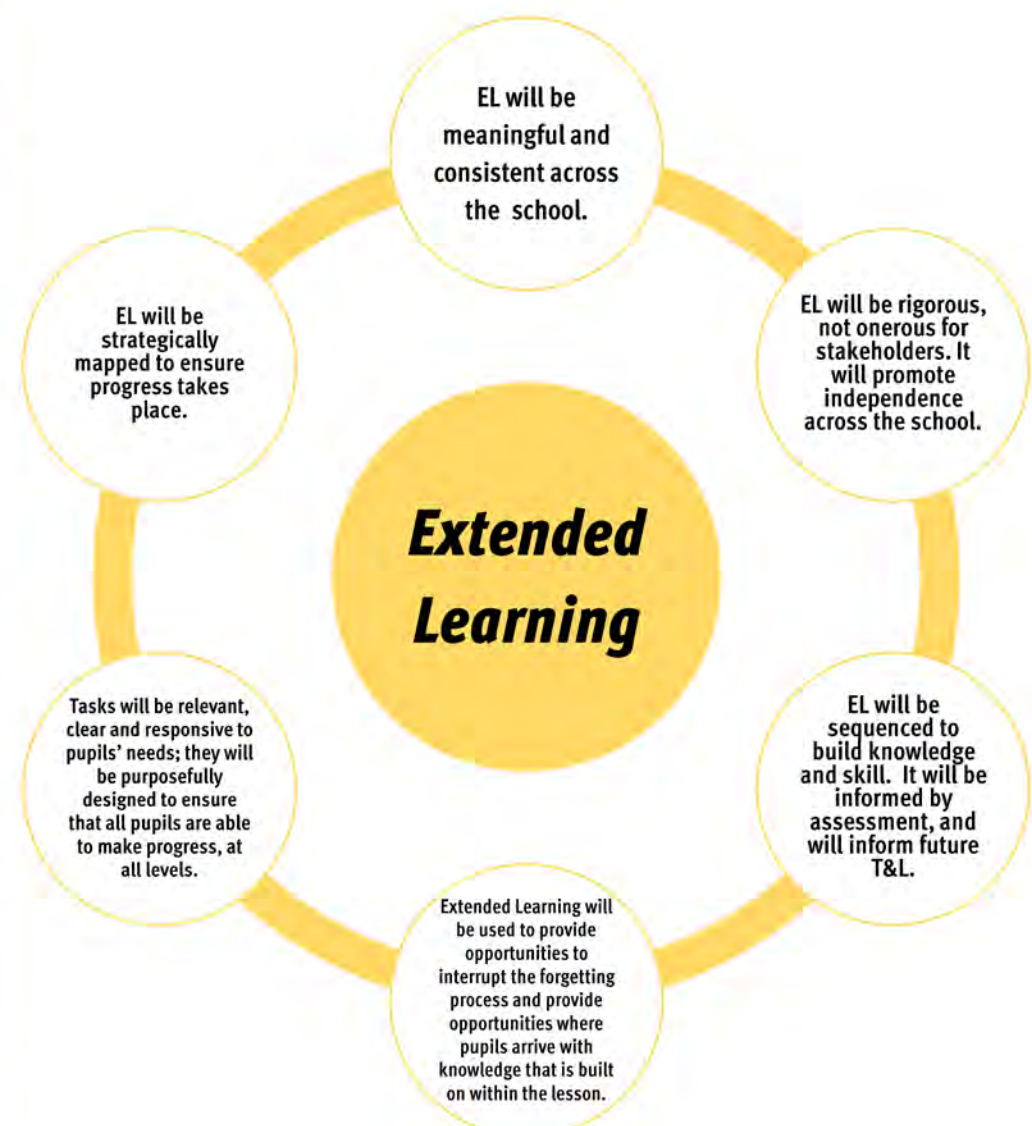 EL will be
meaningful and
consistent across
the school.
EL will be rigorous,
not onerous for
stakeholders. It
will promote
independence
across the school.
EL will be
sequenced to
build knowledge
and skill. It will be
informed by
assessment, and
will inform future
T&L.
Extended Learning will
be used to provide
opportunities to
interrupt the forgetting
process and provide
opportunities where
pupils arrive with
knowledge that is built
on within the lesson.
Tasks will be relevant,
clear and responsive to
pupils’ needs; they will
be purposefully
designed to ensure
that all pupils are able
to make progress, at
all levels.
EL will be
strategically
mapped to ensure
progress takes
place.
Extended
Learning